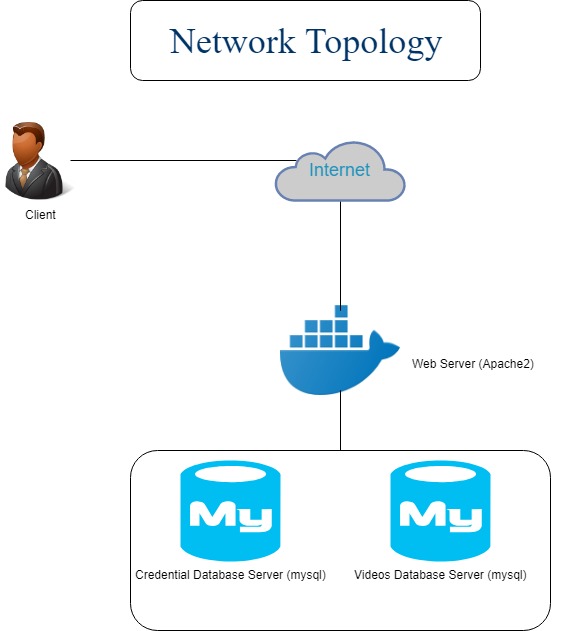 Network Topology
Internet
Client
Web Server (Apache2)
My
My
Credential Database Server (mysql)
Videos Database Server (mysql)